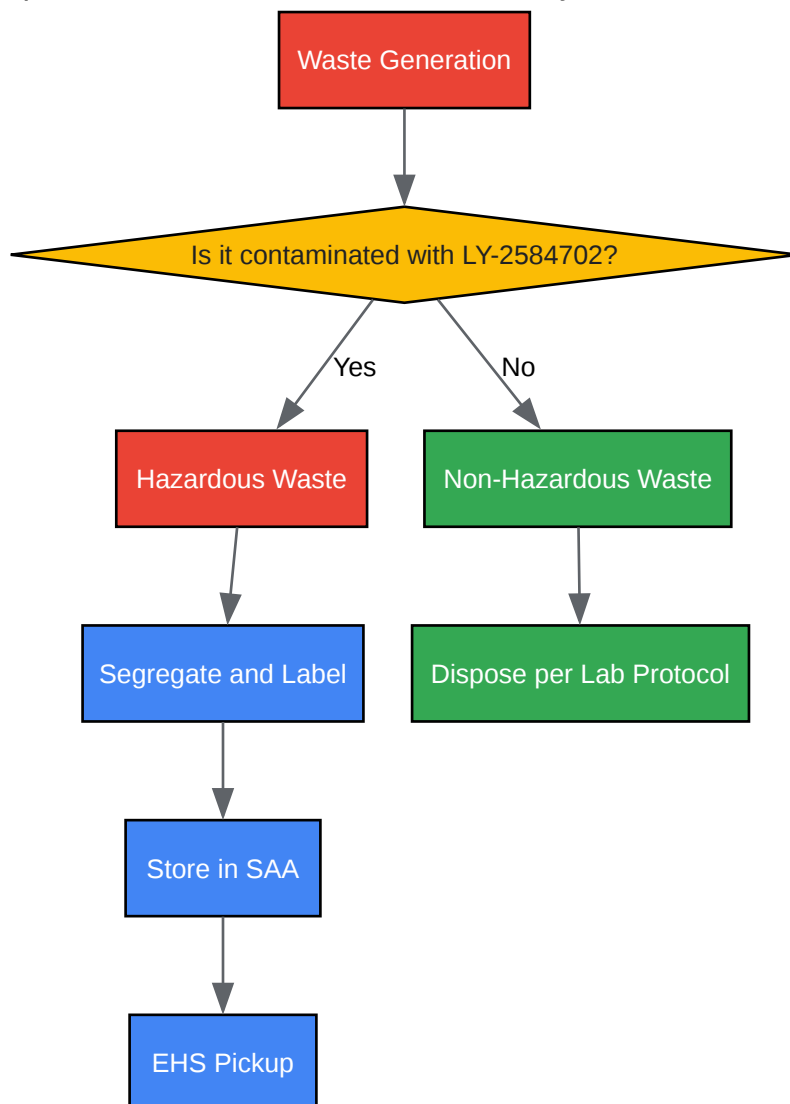 Waste Generation
Is it contaminated with LY-2584702?
Yes
No
Hazardous Waste
Non-Hazardous Waste
Segregate and Label
Dispose per Lab Protocol
Store in SAA
EHS Pickup